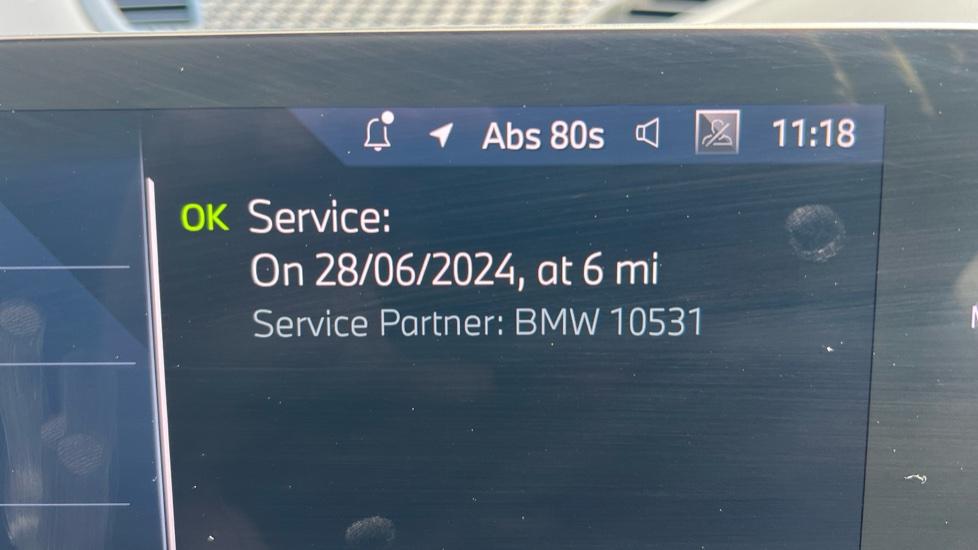 Abs 80s 11:18
OK Service:
On 28/06/2024, at 6 mi
Service Partner: BMW 10531